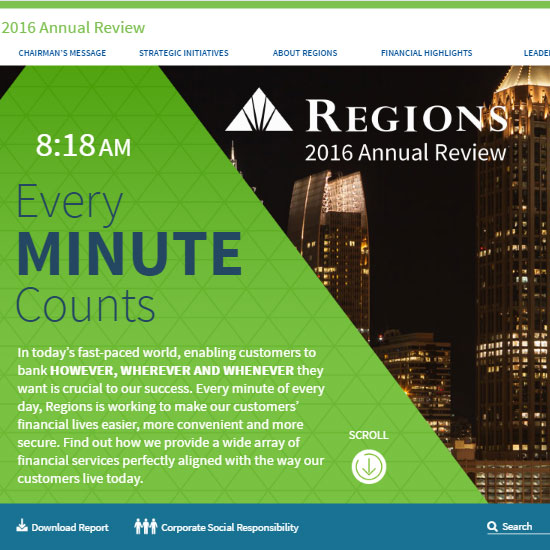 2016 Annual Review
CHAIRMAN'S MESSAGE STRATEGIC INITIATIVES ABOUT REGIONS FINANCIAL HIGHLIGHTS LEADE
REGIONS
2016 Annual Review
8:18 AM
Every
MINUTE
Counts
In today's fast-paced world, enabling customers to
bank HOWEVER, WHEREVER AND WHENEVER they
want is crucial to our success. Every minute of every
day, Regions is working to make our customers'
financial lives easier, more convenient and more
secure. Find out how we provide a wide array of
financial services perfectly aligned with the way our
customers live today.
SCROLL
Download Report Corporate Social Responsibility Search